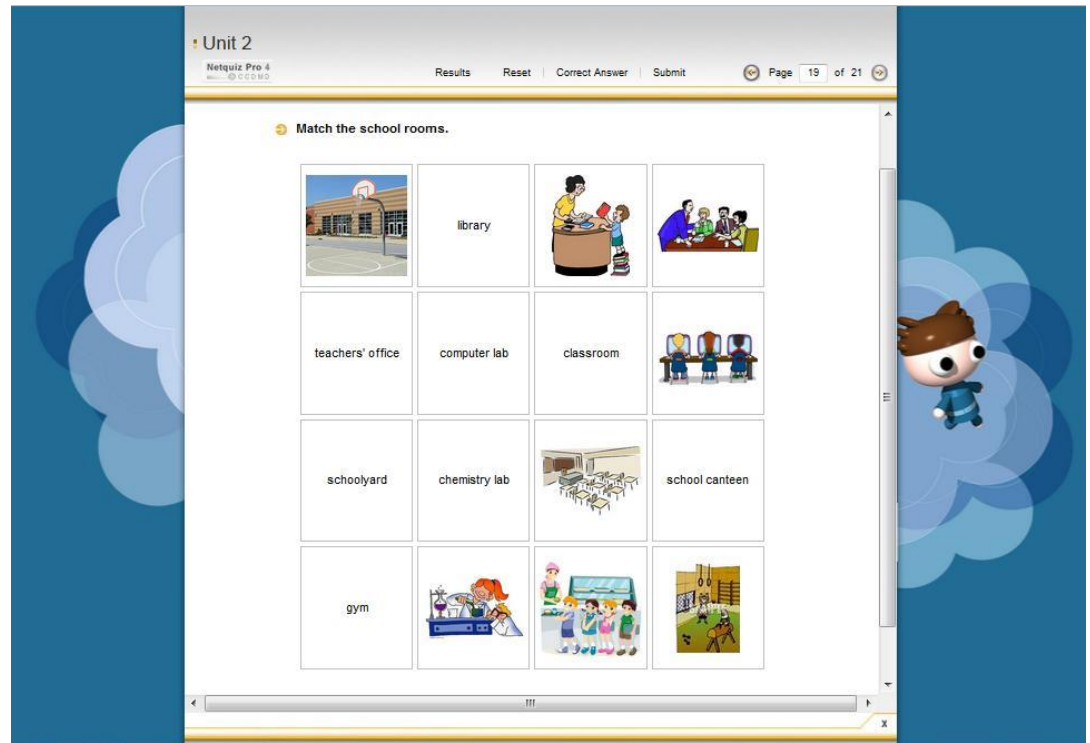 Unit 2
Netquiz Pro 4
CCDMD
Results Reset Correct Answer Submit Page 19 of 21
Match the school rooms.
library
teachers' office computer lab classroom
schoolyard chemistry lab school canteen
gym
x